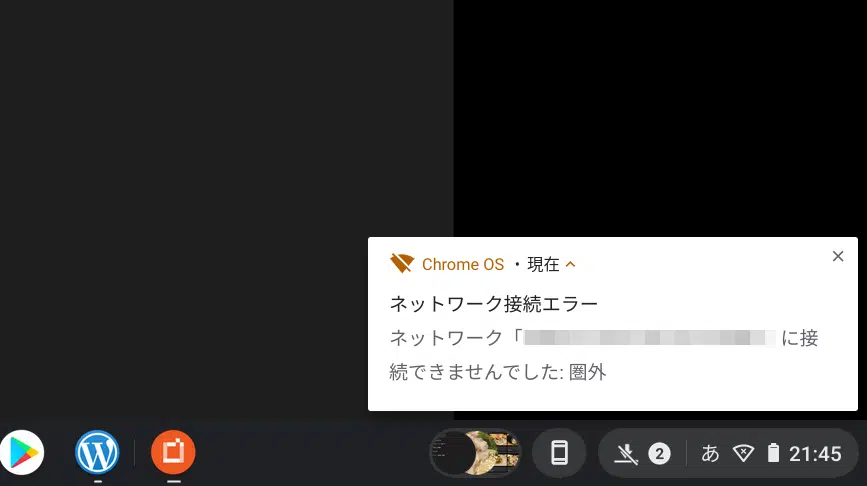 Chrome OS ・ 現在
ネットワーク接続エラー
ネットワーク「 に接
続できませんでした: 圏外
2 あ 21:45